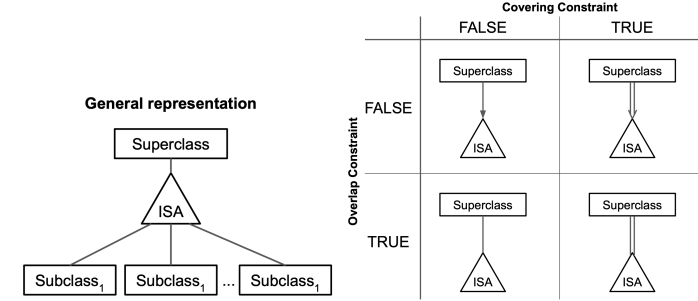 General representation
Superclass
ISA
Subclass₁ Subclass₁ ... Subclass₁
Covering Constraint
FALSE TRUE
Overlap Constraint
FALSE
Superclass Superclass
ISA ISA
TRUE
Superclass Superclass
ISA ISA